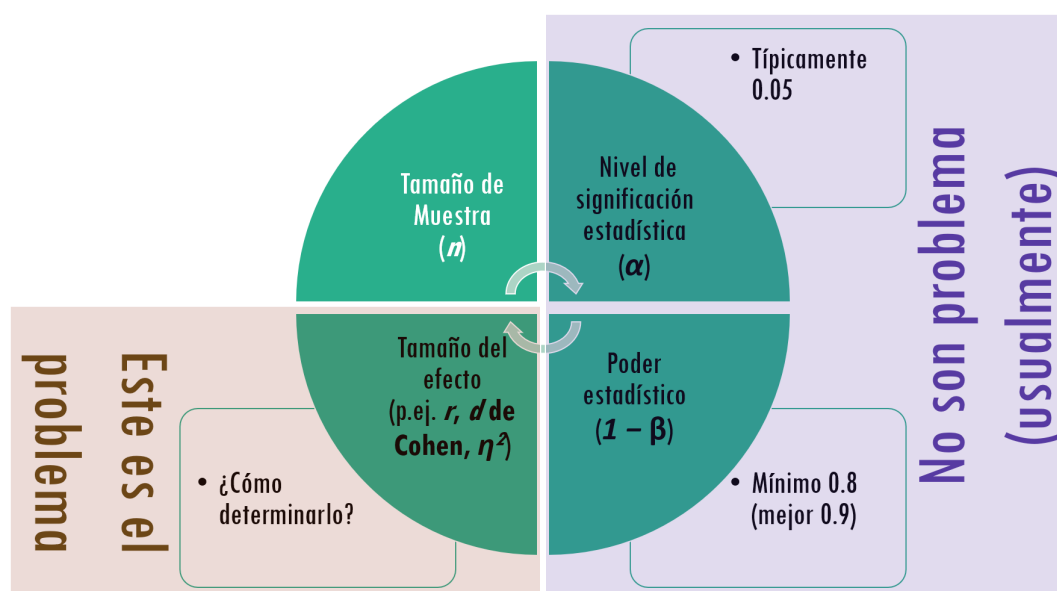 Tamaño de
Muestra
(n)
Nivel de
significación
estadística
(α)
• Típicamente
0.05
No son problema
(usualmente)
Este es el
problema
Tamaño del
efecto
(p.ej. r, d de
Cohen, η²)
• ¿Cómo
determinarlo?
Poder
estadístico
(1 – β)
• Mínimo 0.8
(mejor 0.9)